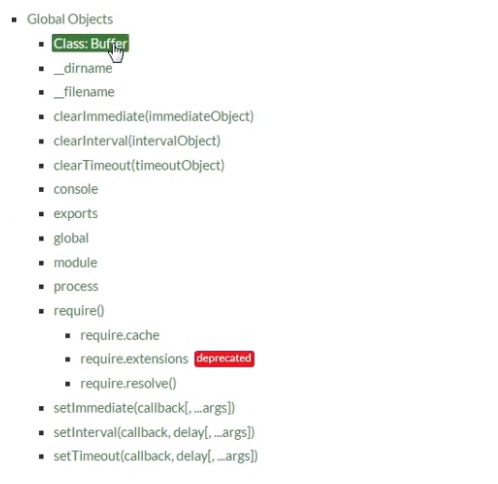 Global Objects
Class: Buffer
__dirname
__filename
clearImmediate(immediateObject)
clearInterval(intervalObject)
clearTimeout(timeoutObject)
console
exports
global
module
process
require()
require.cache
require.extensions deprecated
require.resolve()
setImmediate(callback[, ...args])
setInterval(callback, delay[, ...args])
setTimeout(callback, delay[, ...args])